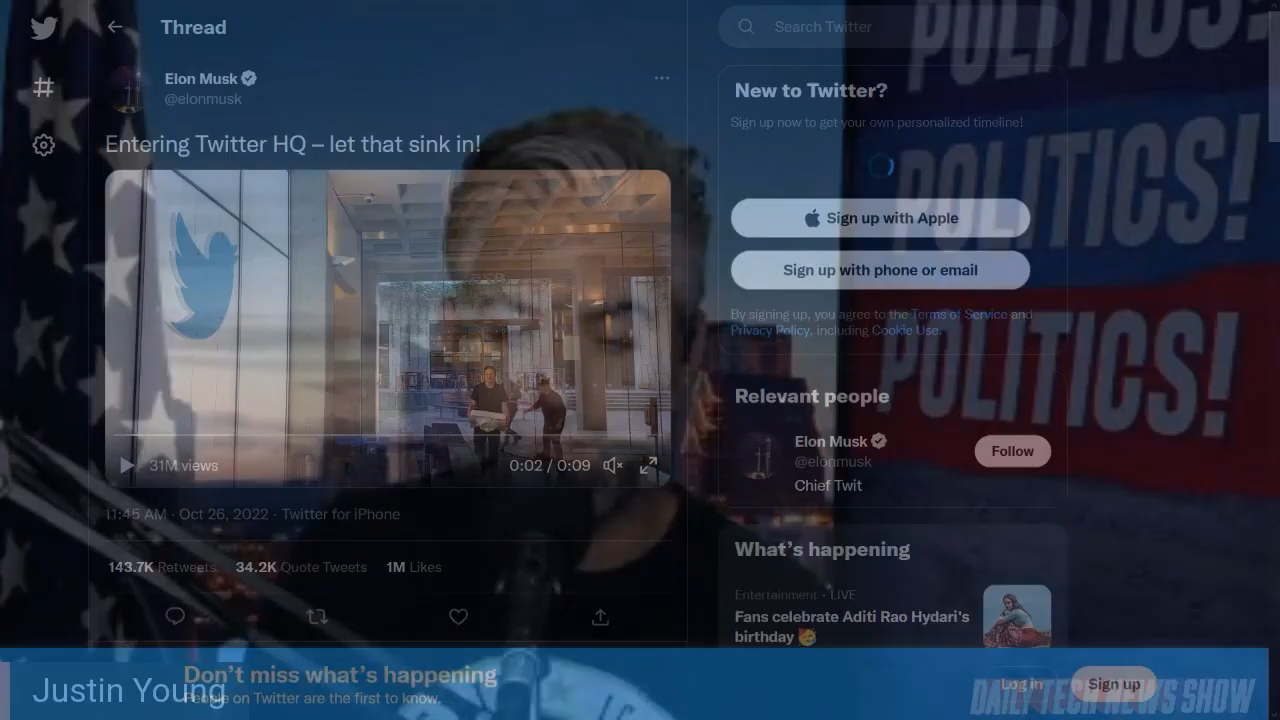 Thread
Search Twitter
Elon Musk
@elonmusk
Entering Twitter HQ – let that sink in!
31M views
0:02 / 0:09
11:45 AM · Oct 26, 2022 · Twitter for iPhone
143.7K Retweets 34.2K Quote Tweets 1M Likes
New to Twitter?
Sign up now to get your own personalized timeline!
Sign up with Apple
Sign up with phone or email
By signing up, you agree to the Terms of Service and
Privacy Policy, including Cookie Use.
Relevant people
Elon Musk
@elonmusk
Follow
Chief Twit
What's happening
Entertainment · LIVE
Fans celebrate Aditi Rao Hydari's
birthday 🥳
POLITICS!
POLITICS!
POLITICS!
Don't miss what's happening
People on Twitter are the first to know.
Log in
Sign up
Justin Young
DAILY TECH NEWS SHOW